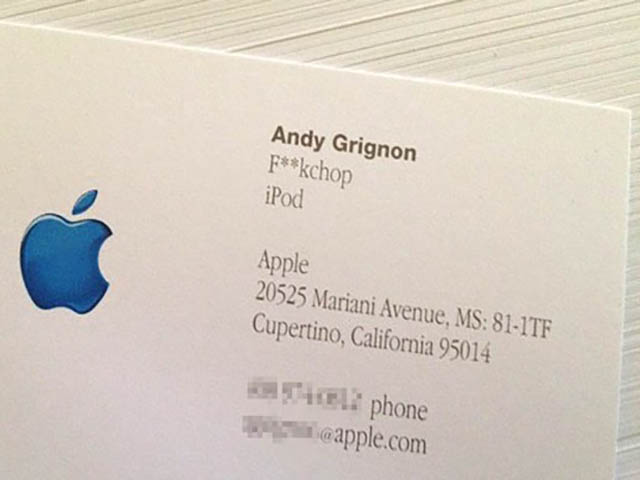 Andy Grignon
F**kchop
iPod
Apple
20525 Mariani Avenue, MS: 81-1TF
Cupertino, California 95014
phone
@apple.com